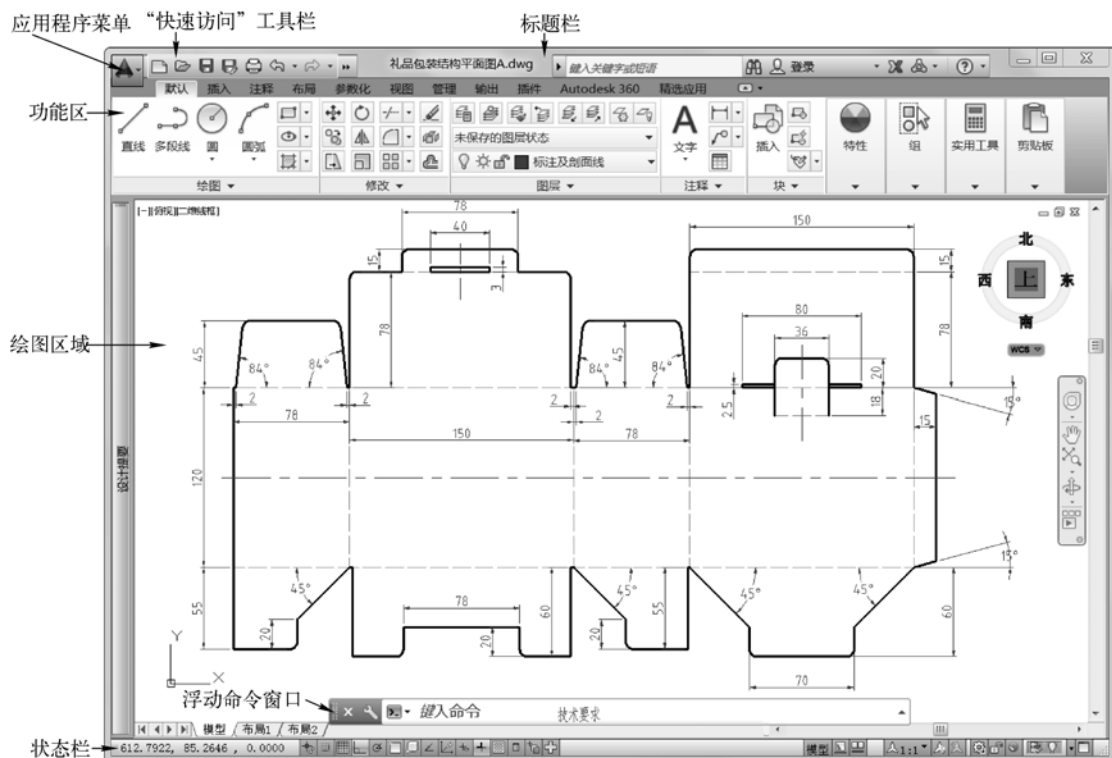 应用程序菜单 “快速访问”工具栏 标题栏
礼品包装结构平面图A.dwg 键入关键字或短语 登录
默认 插入 注释 布局 参数化 视图 管理 输出 插件 Autodesk 360 精选应用
功能区
直线 多段线 圆 圆弧
未保存的图层状态
标注及剖面线
文字 插入 特性 组 实用工具 剪贴板
绘图 修改 图层 注释 块
[-][俯视][二维线框]
设计提要
78
40
15
3
78
150
15
78
北
西 上 东
南
WCS
绘图区域
45
84° 84°
84° 84°
45
80
36
20
18
2.5
15
15°
2 2 2 2 2
78 150 78
120
15°
55
45° 45° 45° 45°
20
78
20
60
20
55
60
70
Y
X
浮动命令窗口
键入命令 技术要求
模型 布局1 布局2
状态栏
612.7922, 85.2646 , 0.0000 模型 1:1